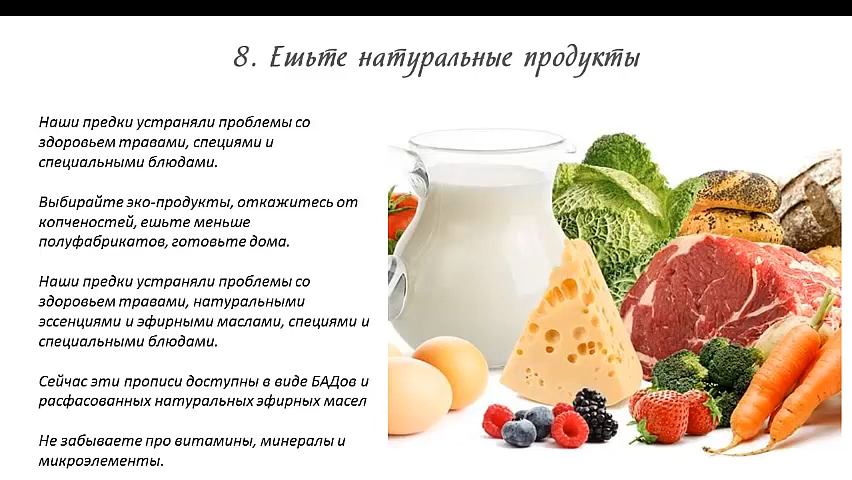 8. Ешьте натуральные продукты
Наши предки устраняли проблемы со
здоровьем травами, специями и
специальными блюдами.
Выбирайте эко-продукты, откажитесь от
копченостей, ешьте меньше
полуфабрикатов, готовьте дома.
Наши предки устраняли проблемы со
здоровьем травами, натуральными
эссенциями и эфирными маслами, специями и
специальными блюдами.
Сейчас эти прописи доступны в виде БАДов и
расфасованных натуральных эфирных масел
Не забываете про витамины, минералы и
микроэлементы.